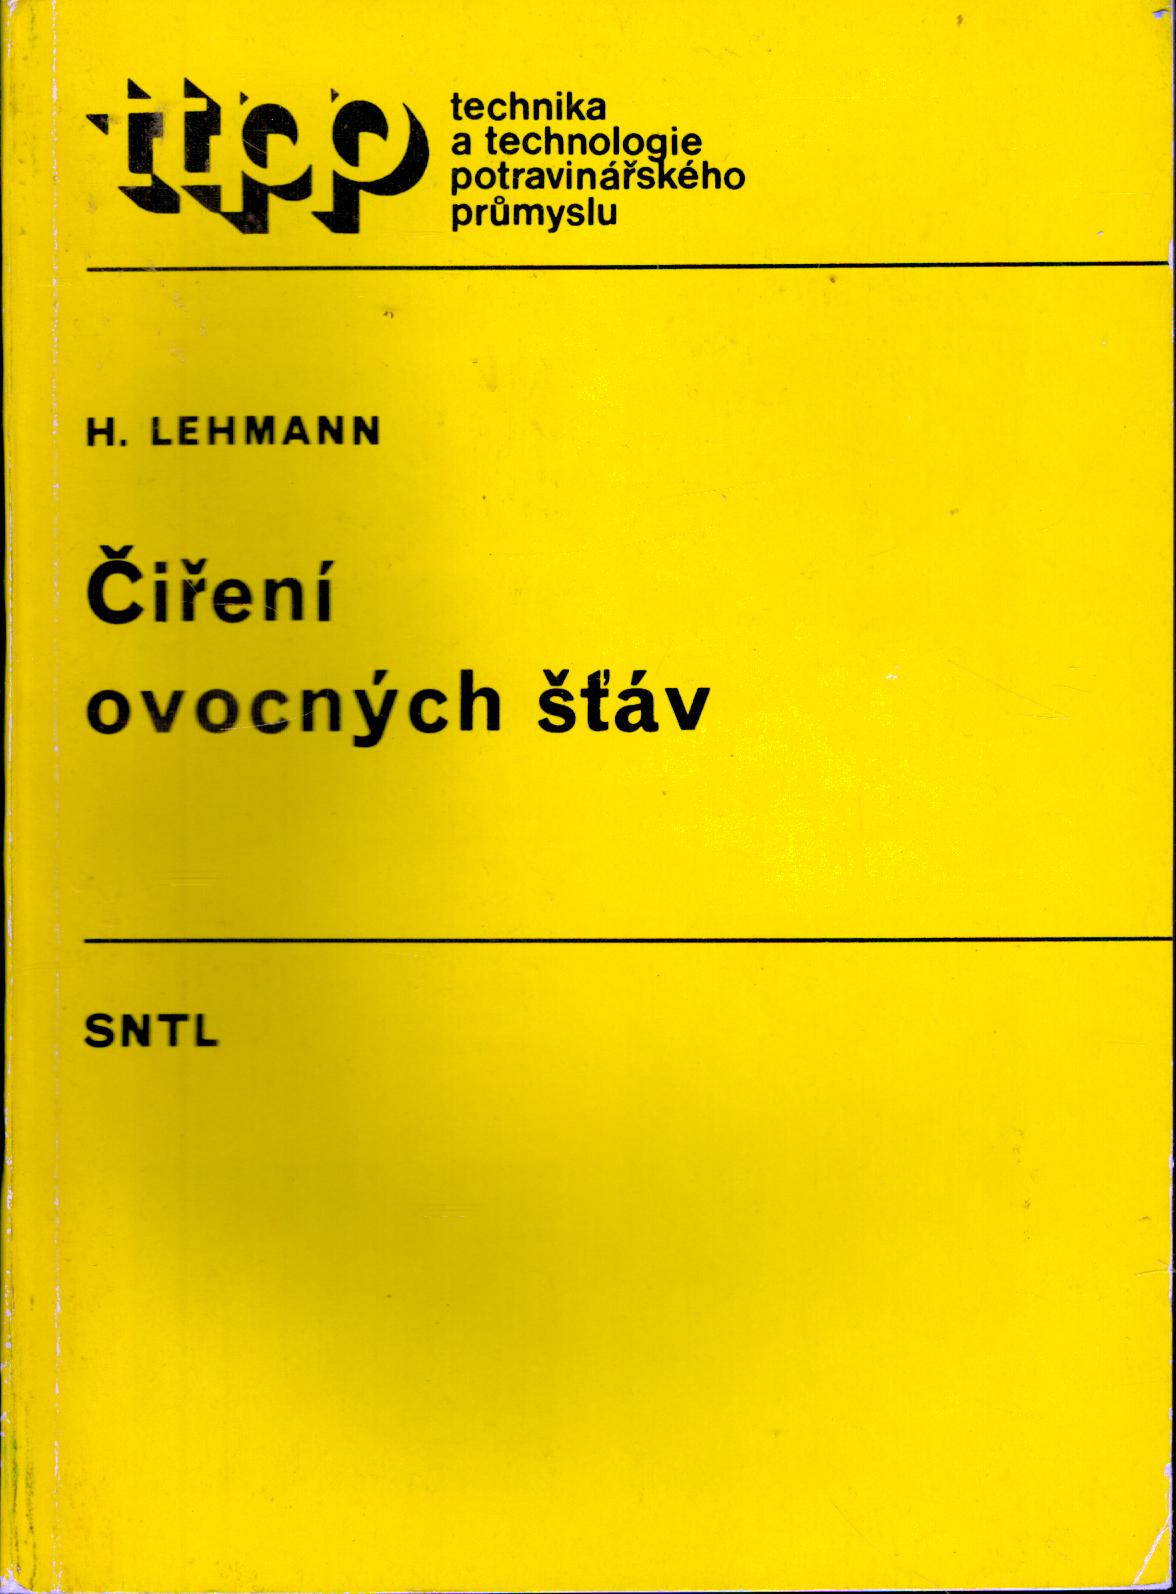 ttpp
technika
a technologie
potravinářského
průmyslu
H. LEHMANN
Čiření
ovocných šťáv
SNTL